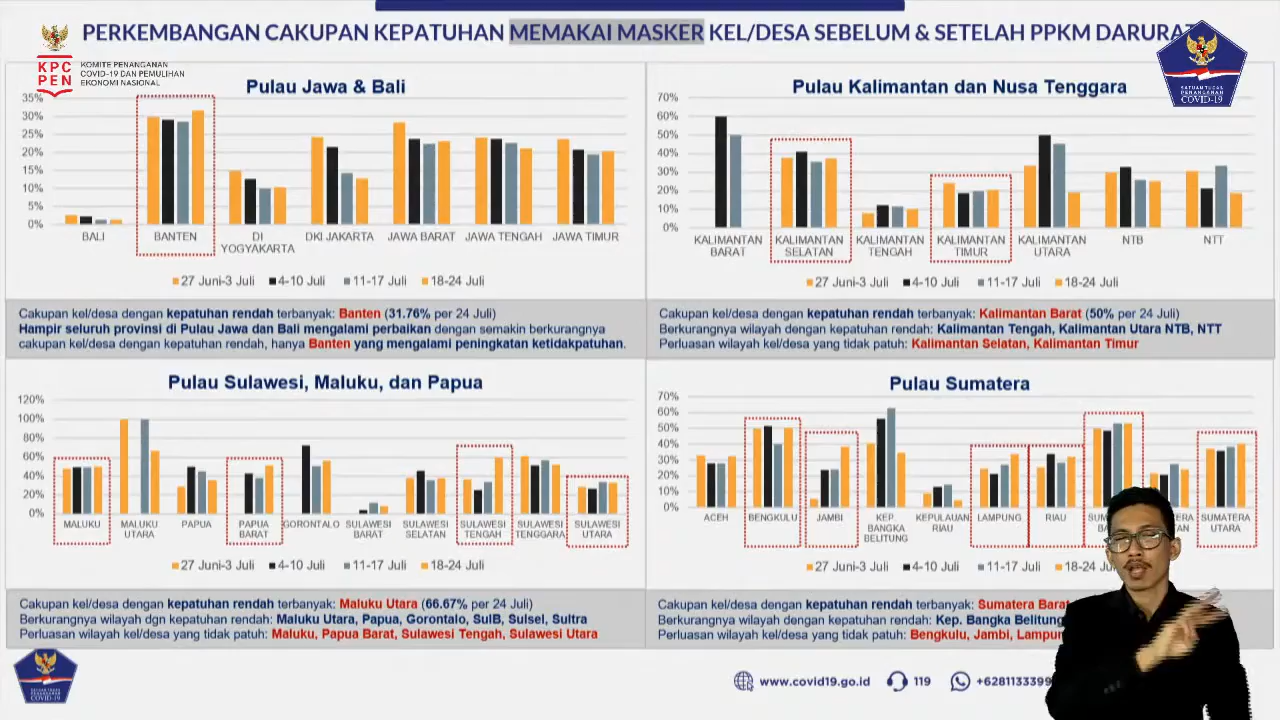 PERKEMBANGAN CAKUPAN KEPATUHAN MEMAKAI MASKER KEL/DESA SEBELUM & SETELAH PPKM DARURAT
KPC
PEN
KOMITE PENANGANAN
COVID-19 DAN PEMULIHAN
EKONOMI NASIONAL
SATUAN TUGAS
PENANGANAN
COVID-19
Pulau Jawa & Bali
35%
30%
25%
20%
15%
10%
5%
0%
BALI BANTEN DI YOGYAKARTA DKI JAKARTA JAWA BARAT JAWA TENGAH JAWA TIMUR
27 Juni-3 Juli 4-10 Juli 11-17 Juli 18-24 Juli
Cakupan kel/desa dengan kepatuhan rendah terbanyak: Banten (31.76% per 24 Juli)
Hampir seluruh provinsi di Pulau Jawa dan Bali mengalami perbaikan dengan semakin berkurangnya
cakupan kel/desa dengan kepatuhan rendah, hanya Banten yang mengalami peningkatan ketidakpatuhan.
Pulau Kalimantan dan Nusa Tenggara
70%
60%
50%
40%
30%
20%
10%
0%
KALIMANTAN BARAT KALIMANTAN SELATAN KALIMANTAN TENGAH KALIMANTAN TIMUR KALIMANTAN UTARA NTB NTT
27 Juni-3 Juli 4-10 Juli 11-17 Juli 18-24 Juli
Cakupan kel/desa dengan kepatuhan rendah terbanyak: Kalimantan Barat (50% per 24 Juli)
Berkurangnya wilayah dengan kepatuhan rendah: Kalimantan Tengah, Kalimantan Utara NTB, NTT
Perluasan wilayah kel/desa yang tidak patuh: Kalimantan Selatan, Kalimantan Timur
Pulau Sulawesi, Maluku, dan Papua
120%
100%
80%
60%
40%
20%
0%
MALUKU MALUKU UTARA PAPUA PAPUA BARAT GORONTALO SULAWESI BARAT SULAWESI SELATAN SULAWESI TENGAH SULAWESI TENGGARA SULAWESI UTARA
27 Juni-3 Juli 4-10 Juli 11-17 Juli 18-24 Juli
Cakupan kel/desa dengan kepatuhan rendah terbanyak: Maluku Utara (66.67% per 24 Juli)
Berkurangnya wilayah dgn kepatuhan rendah: Maluku Utara, Papua, Gorontalo, SulB, Sulsel, Sultra
Perluasan wilayah kel/desa yang tidak patuh: Maluku, Papua Barat, Sulawesi Tengah, Sulawesi Utara
Pulau Sumatera
70%
60%
50%
40%
30%
20%
10%
0%
ACEH BENGKULU JAMBI KEP. BANGKA BELITUNG KEPULAUAN RIAU LAMPUNG RIAU SUMATERA UTARA
27 Juni-3 Juli 4-10 Juli 11-17 Juli
Cakupan kel/desa dengan kepatuhan rendah terbanyak: Sumatera Barat
Berkurangnya wilayah dengan kepatuhan rendah: Kep. Bangka Belitung
Perluasan wilayah kel/desa yang tidak patuh: Bengkulu, Jambi, Lampun
SATUAN TUGAS
PENANGANAN
COVID-19
www.covid19.go.id 119 +6281133399